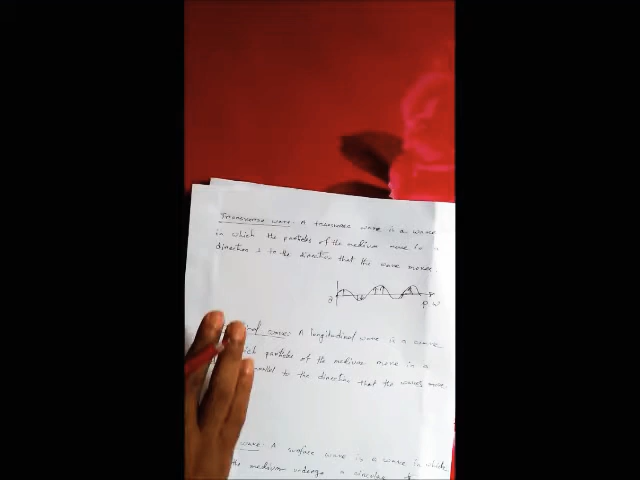 Transverse wave: A transverse wave is a wave
in which the particles of the medium move in a
direction ⊥ to the direction that the wave moves.
wave: A longitudinal wave is a wave
particles of the medium move in a
parallel to the direction that the waves move
wave: A surface wave is a wave in which
the medium undergo a circular